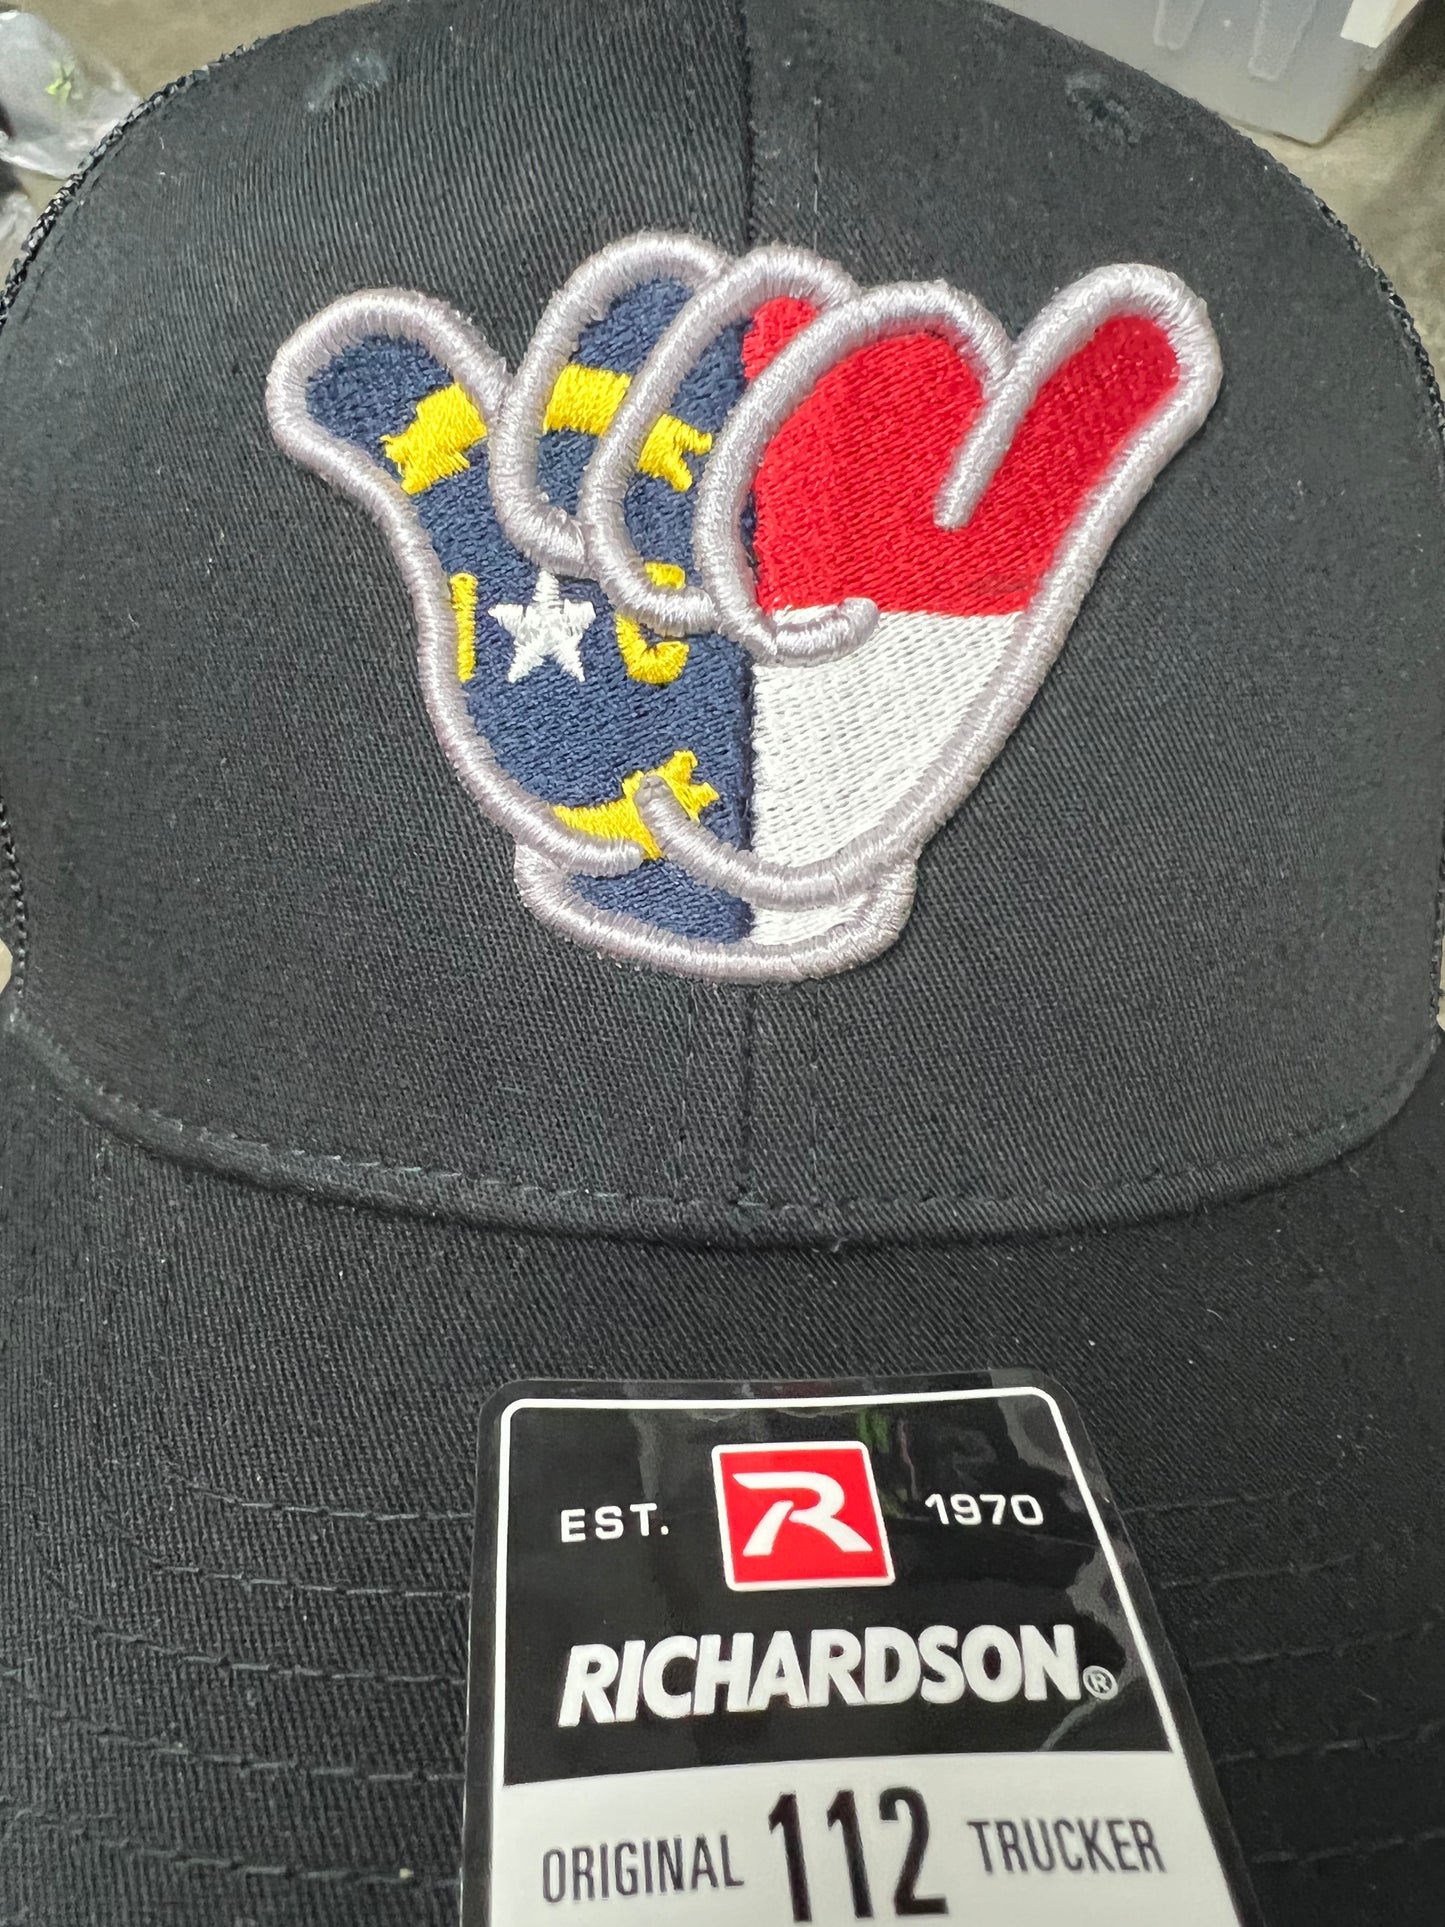 C
EST. R 1970
RICHARDSON®
ORIGINAL 112 TRUCKER